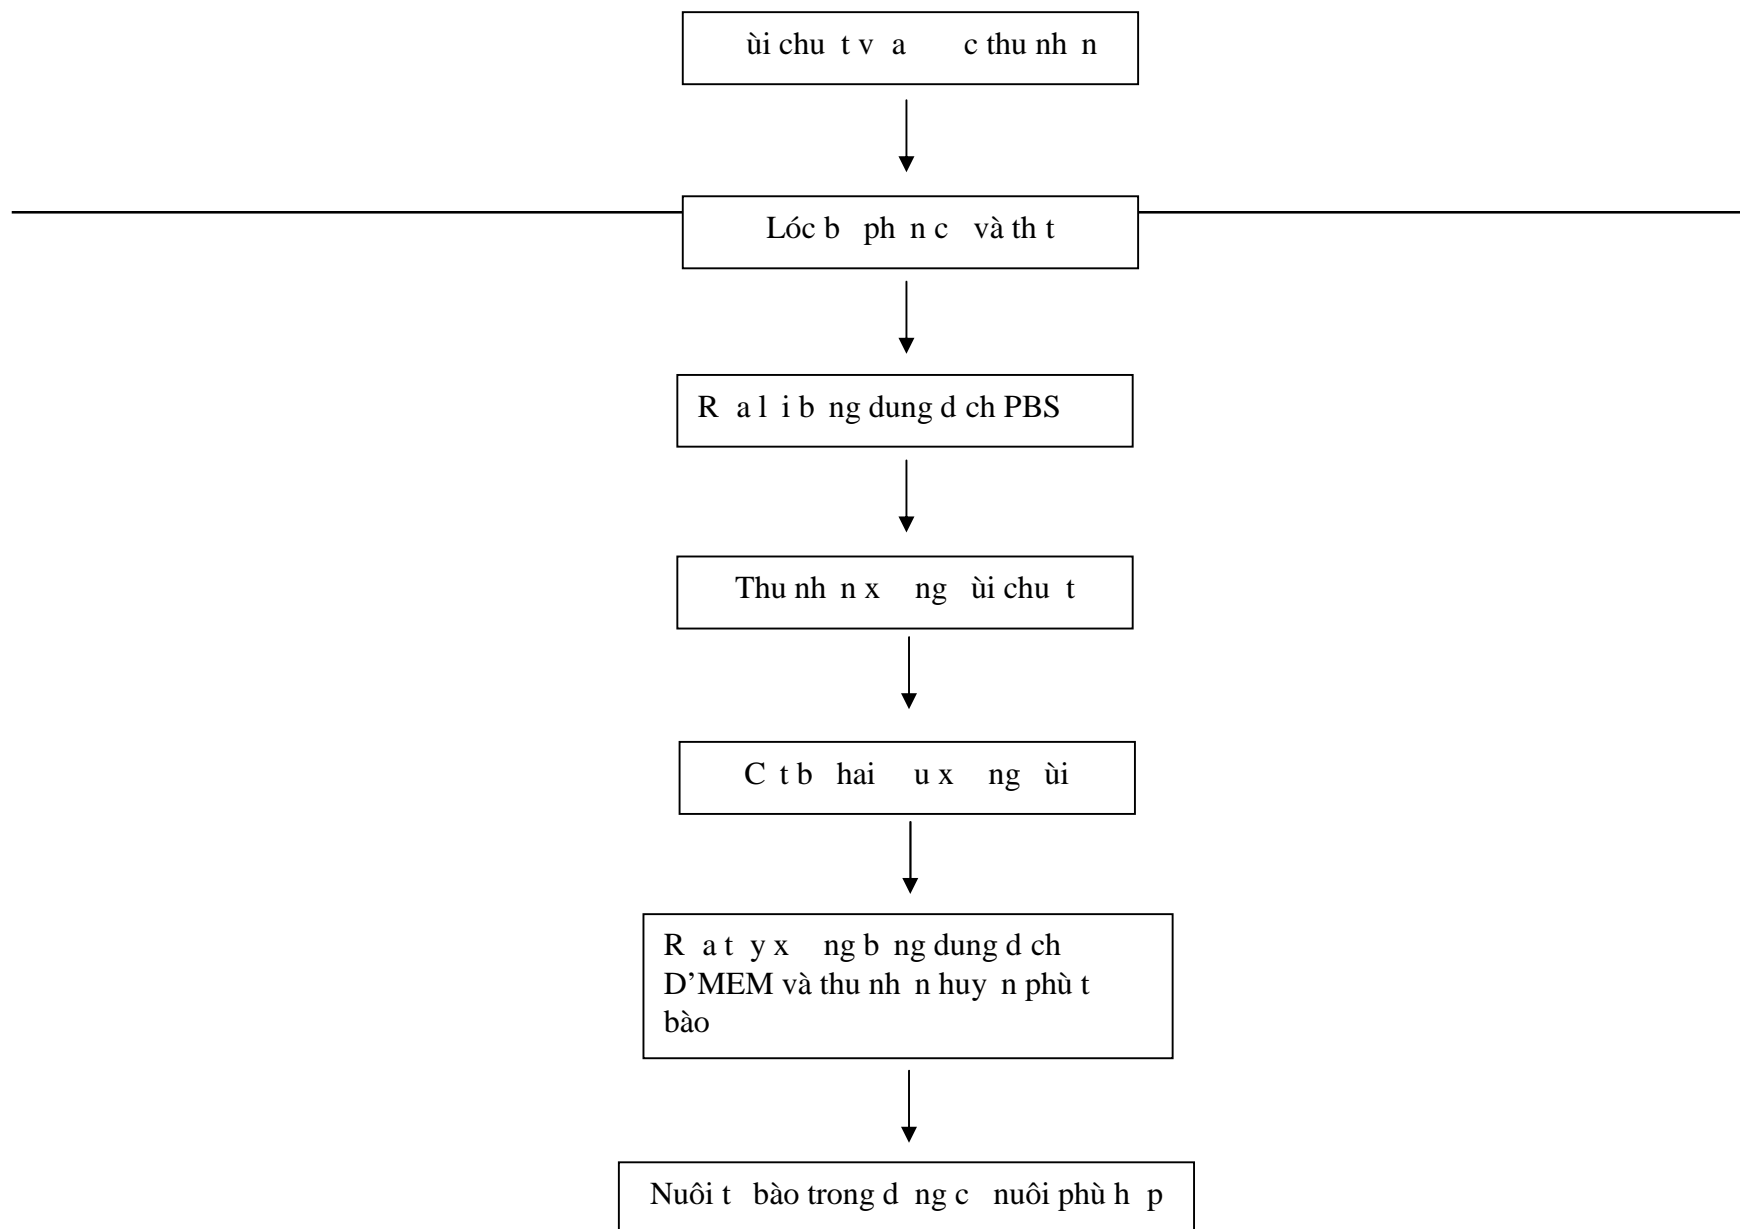 ùi chu t v a c thu nh n
Lóc b ph n c và th t
R a l i b ng dung d ch PBS
Thu nh n x ng ùi chu t
C t b hai u x ng ùi
R a t y x ng b ng dung d ch
D’MEM và thu nh n huy n phù t
bào
Nuôi t bào trong d ng c nuôi phù h p